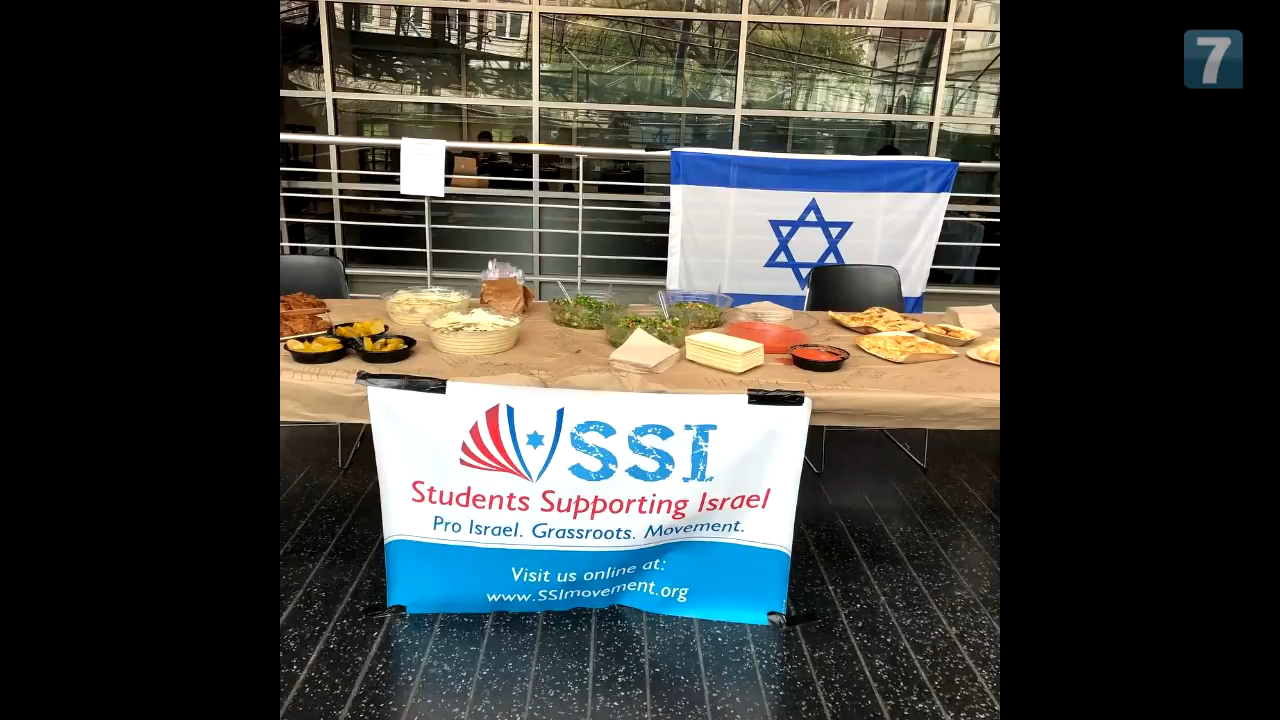 7
SSI
Students Supporting Israel
Pro Israel. Grassroots. Movement.
Visit us online at:
www.SSImovement.org